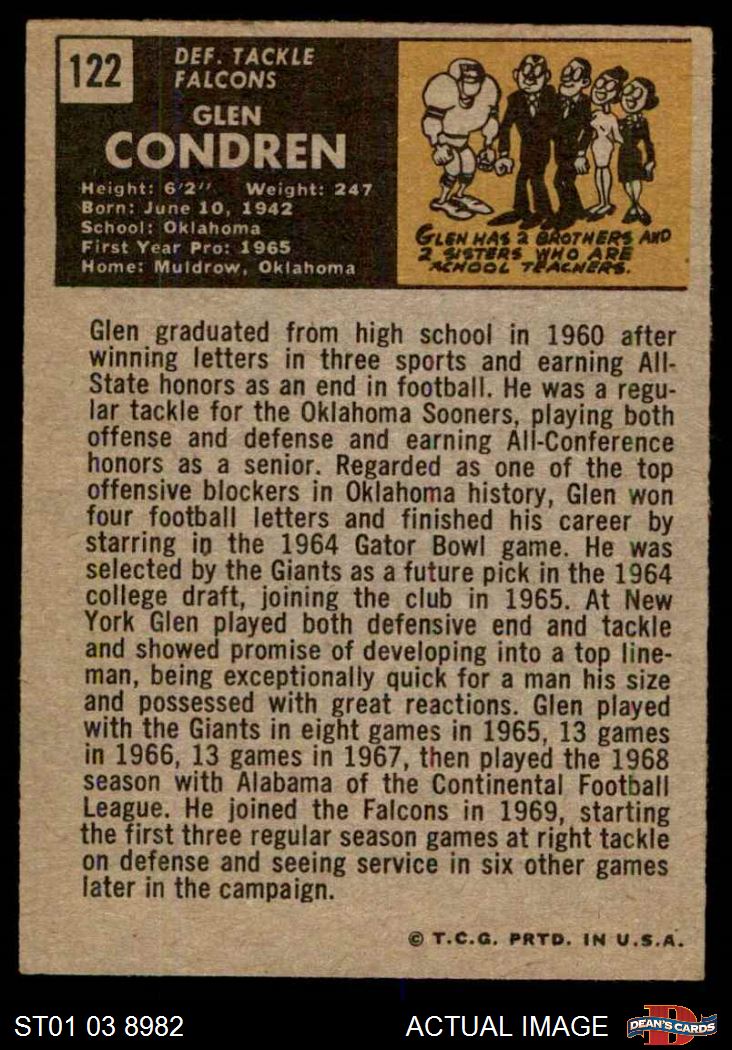 122
DEF. TACKLE
FALCONS
GLEN
CONDREN
Height: 6'2" Weight: 247
Born: June 10, 1942
School: Oklahoma
First Year Pro: 1965
Home: Muldrow, Oklahoma
GLEN HAS 2 BROTHERS AND
2 SISTERS WHO ARE
SCHOOL TEACHERS.
Glen graduated from high school in 1960 after
winning letters in three sports and earning All-
State honors as an end in football. He was a regu-
lar tackle for the Oklahoma Sooners, playing both
offense and defense and earning All-Conference
honors as a senior. Regarded as one of the top
offensive blockers in Oklahoma history, Glen won
four football letters and finished his career by
starring in the 1964 Gator Bowl game. He was
selected by the Giants as a future pick in the 1964
college draft, joining the club in 1965. At New
York Glen played both defensive end and tackle
and showed promise of developing into a top line-
man, being exceptionally quick for a man his size
and possessed with great reactions. Glen played
with the Giants in eight games in 1965, 13 games
in 1966, 13 games in 1967, then played the 1968
season with Alabama of the Continental Football
League. He joined the Falcons in 1969, starting
the first three regular season games at right tackle
on defense and seeing service in six other games
later in the campaign.
© T.C.G. PRTD. IN U.S.A.
ST01 03 8982
ACTUAL IMAGE
D
DEAN'S CARDS